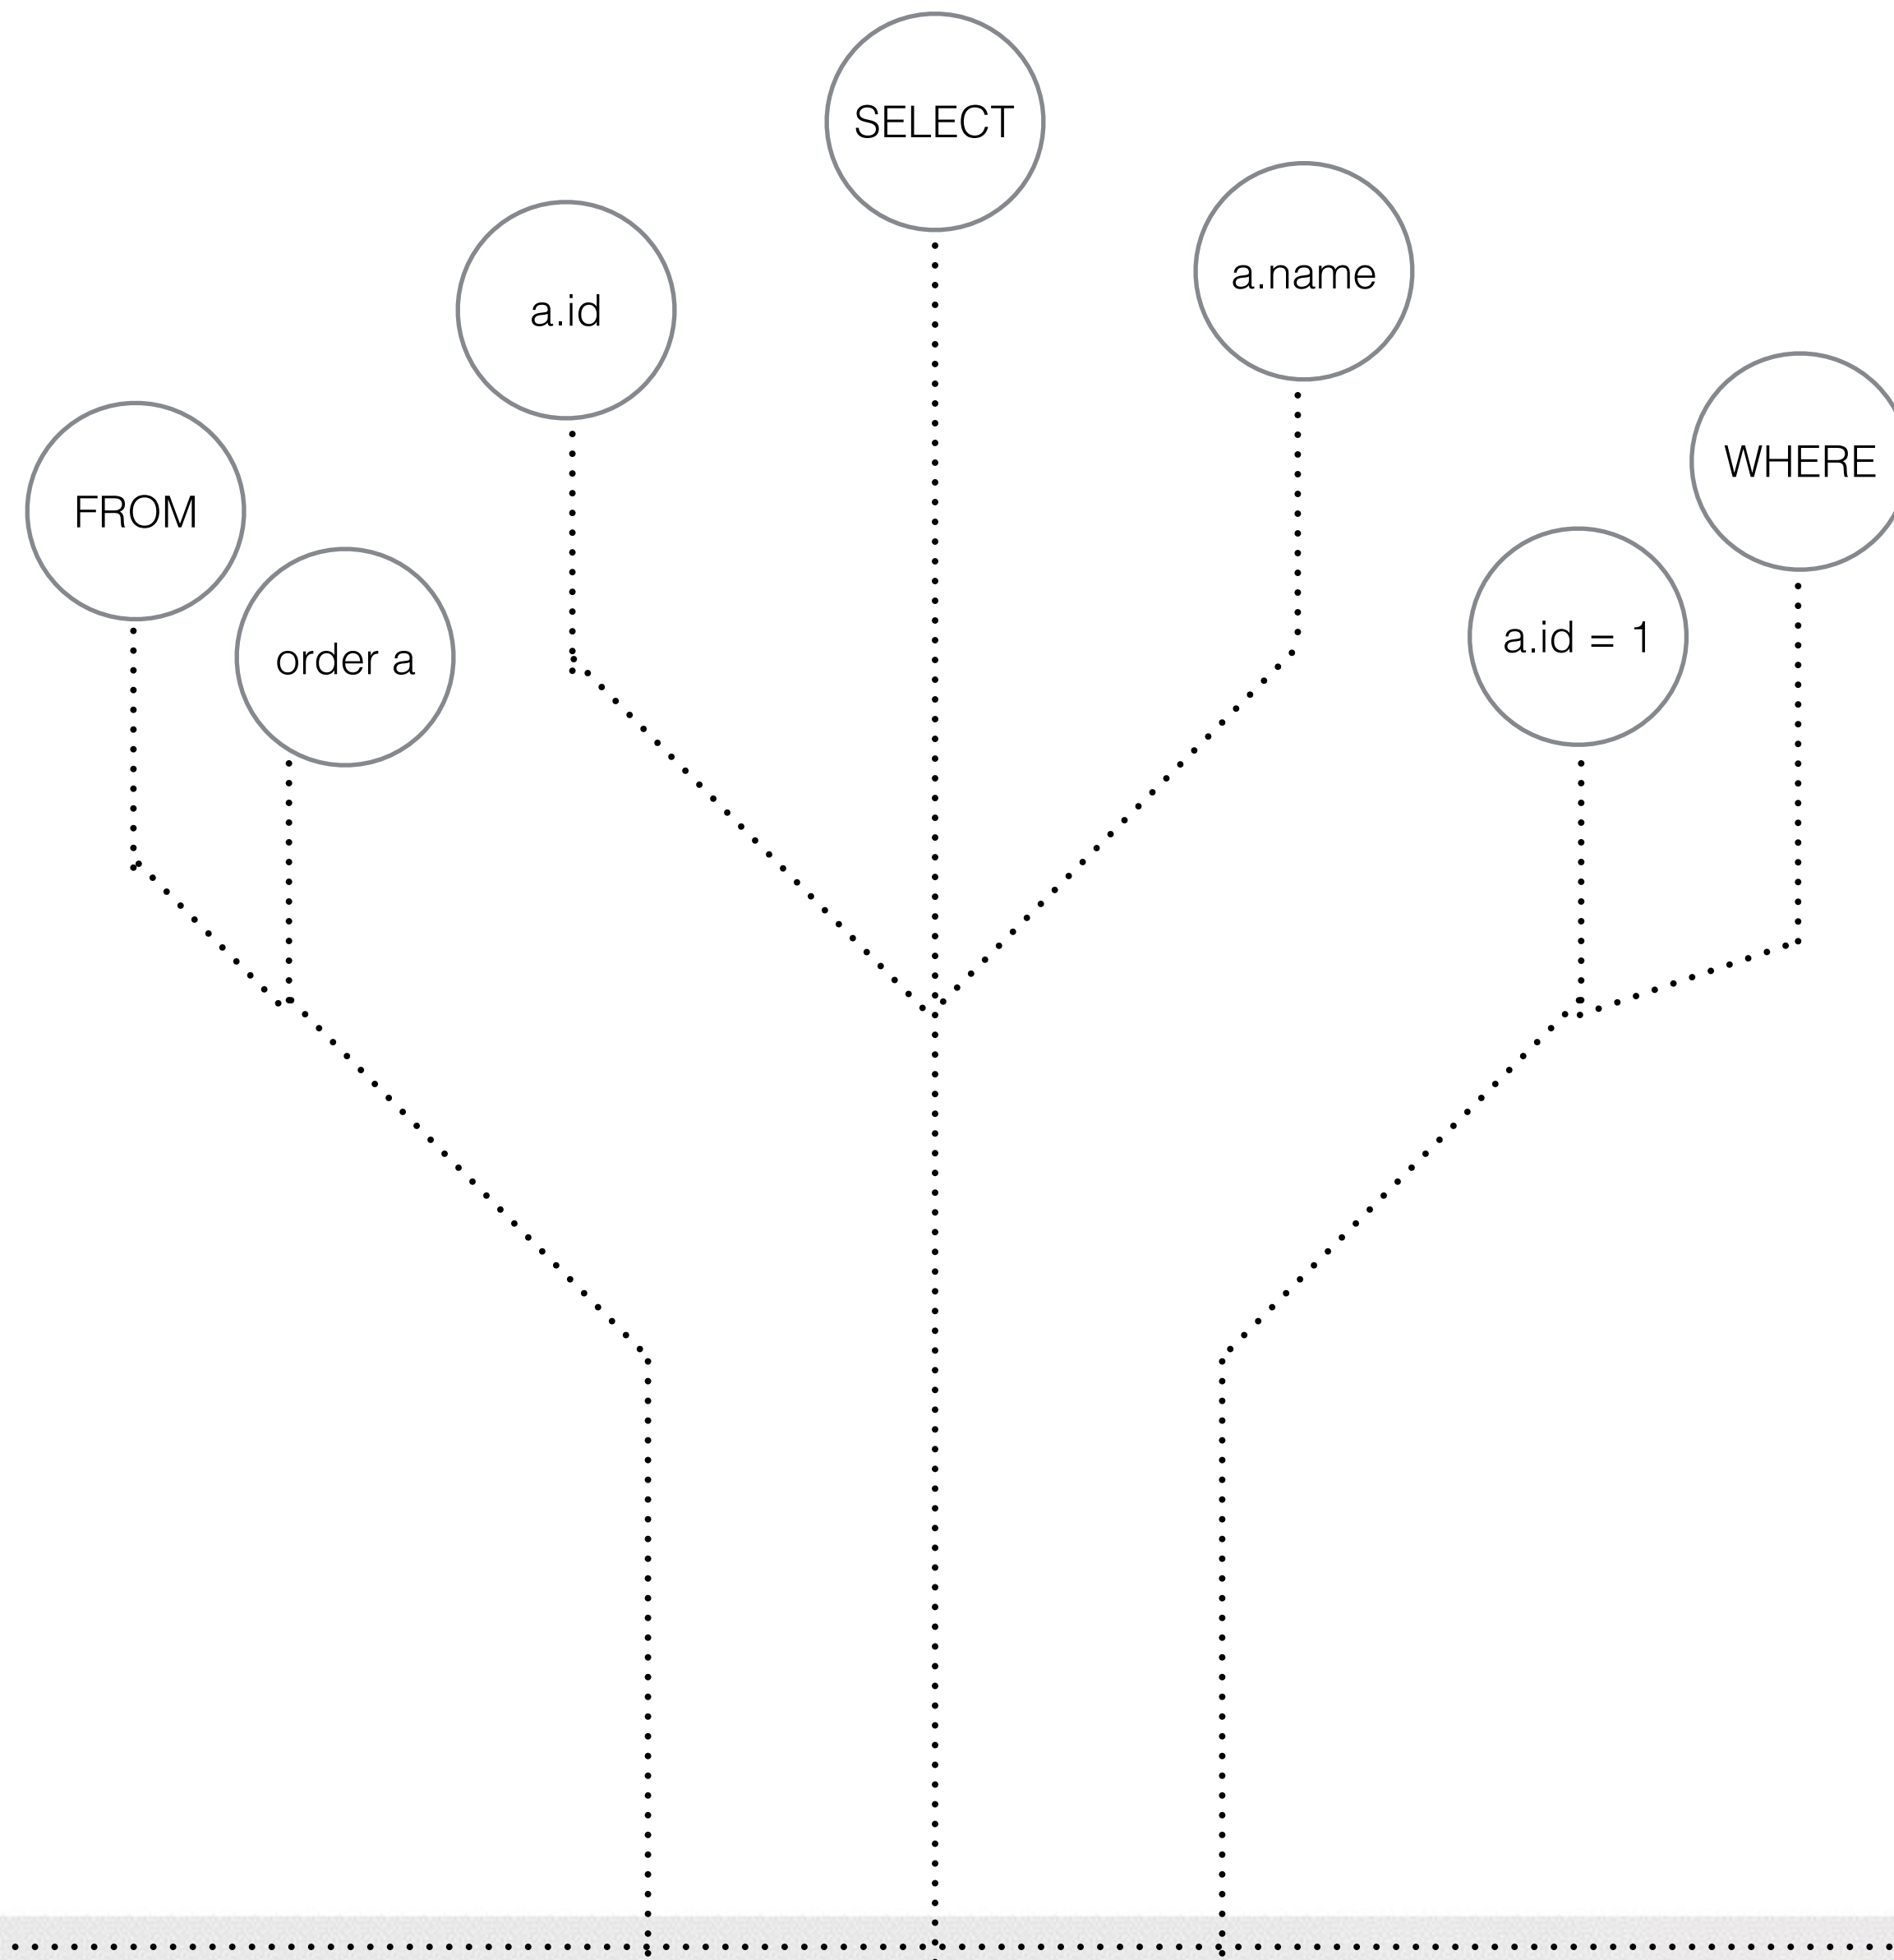 SELECT
a.id
a.name
FROM
order a
a.id = 1
WHERE